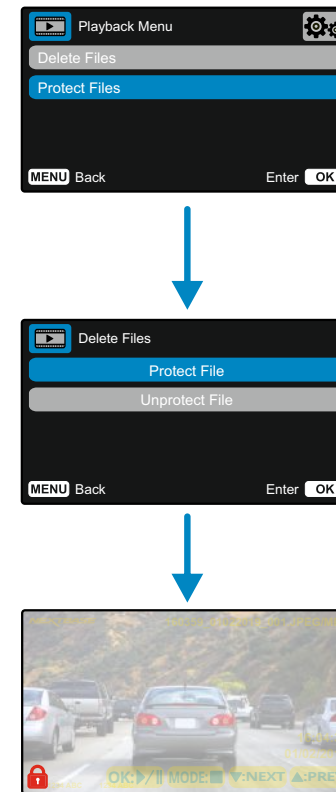 Playback Menu
Delete Files
Protect Files
MENU Back Enter OK
Delete Files
Protect File
Unprotect File
MENU Back Enter OK
OK:▶/|| MODE:■ ▼:NEXT ▲:PRE